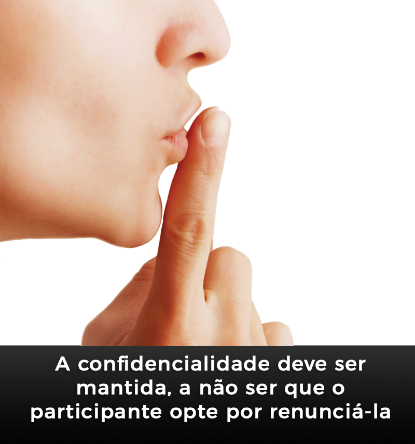 A confidencialidade deve ser
mantida, a não ser que o
participante opte por renunciá-la